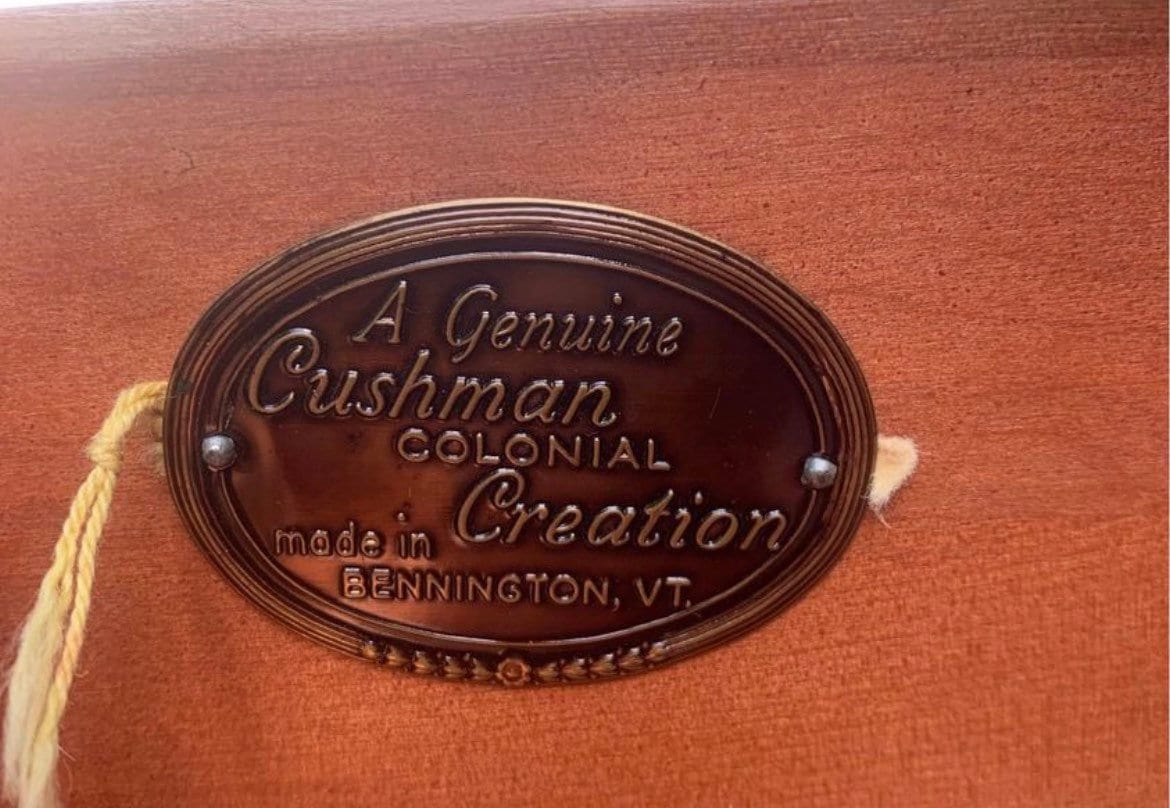 A Genuine
Cushman
COLONIAL
Creation
made in
BENNINGTON, VT.